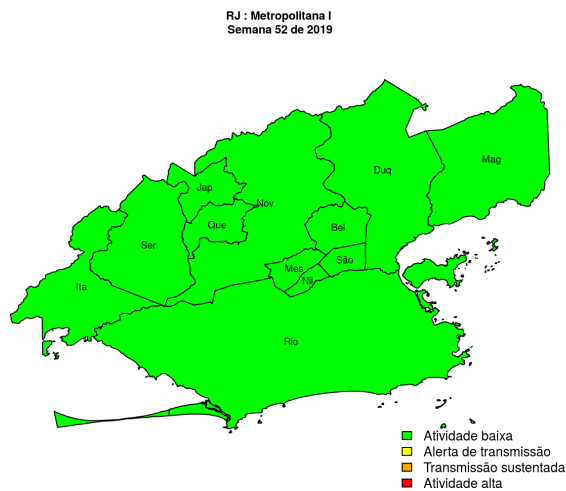 RJ : Metropolitana I
Semana 52 de 2019
Mag
Duq
Jap
Nov
Que
Bel
Ser
São
Mes
Nil
Ita
Rio
Atividade baixa
Alerta de transmissão
Transmissão sustentada
Atividade alta